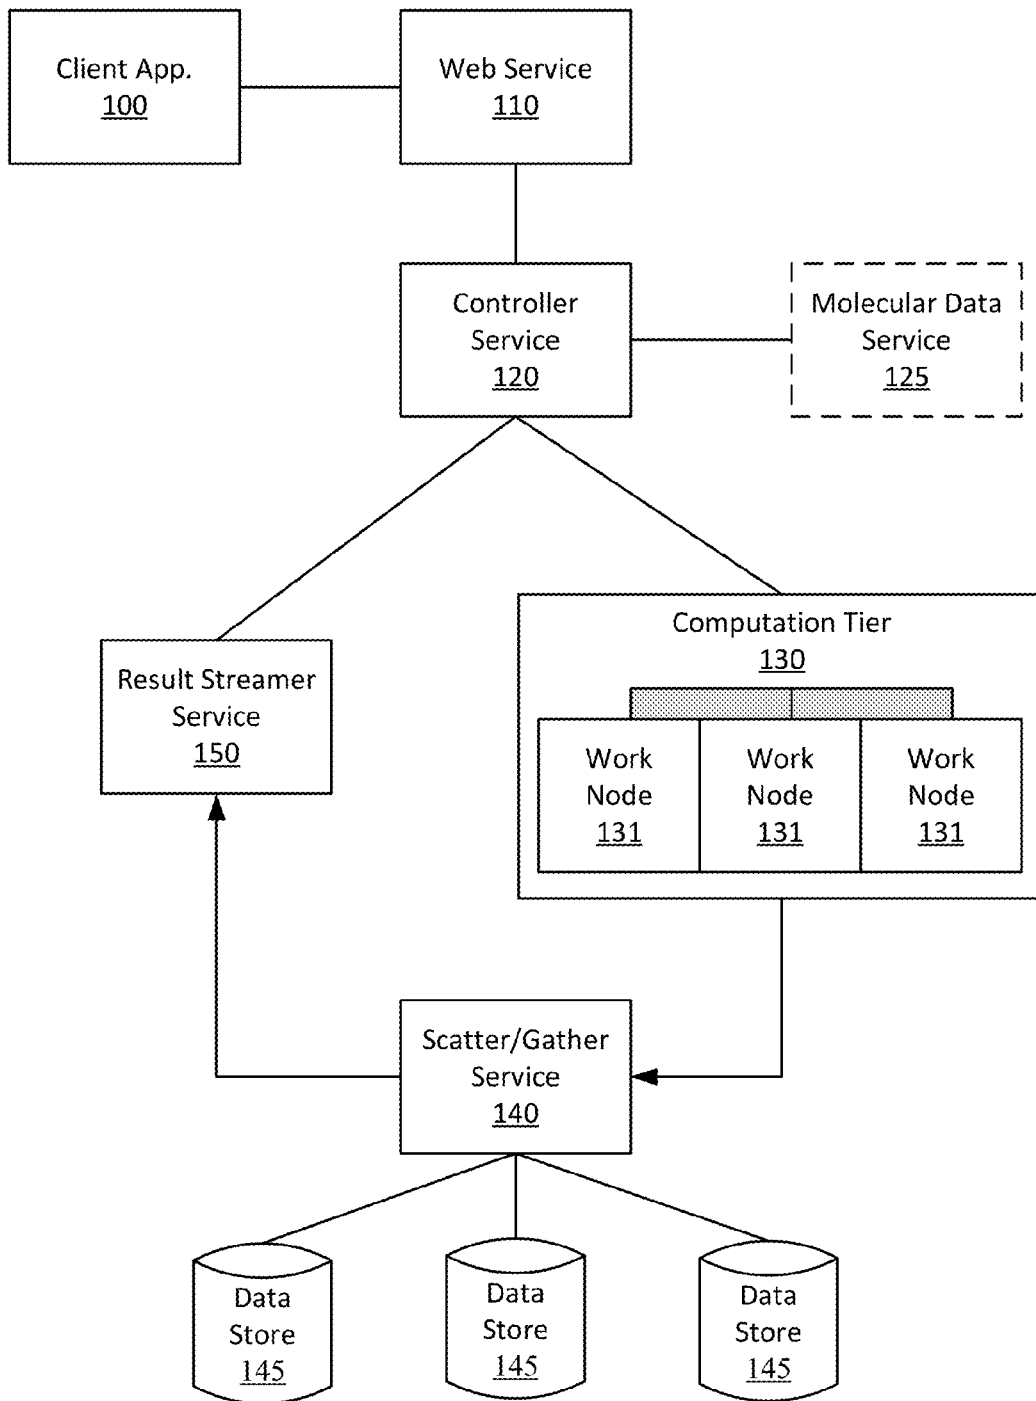 Client App.
100
Web Service
110
Controller
Service
120
Molecular Data
Service
125
Computation Tier
130
Result Streamer
Service
150
Work
Node
131
Work
Node
131
Work
Node
131
Scatter/Gather
Service
140
Data
Store
145
Data
Store
145
Data
Store
145